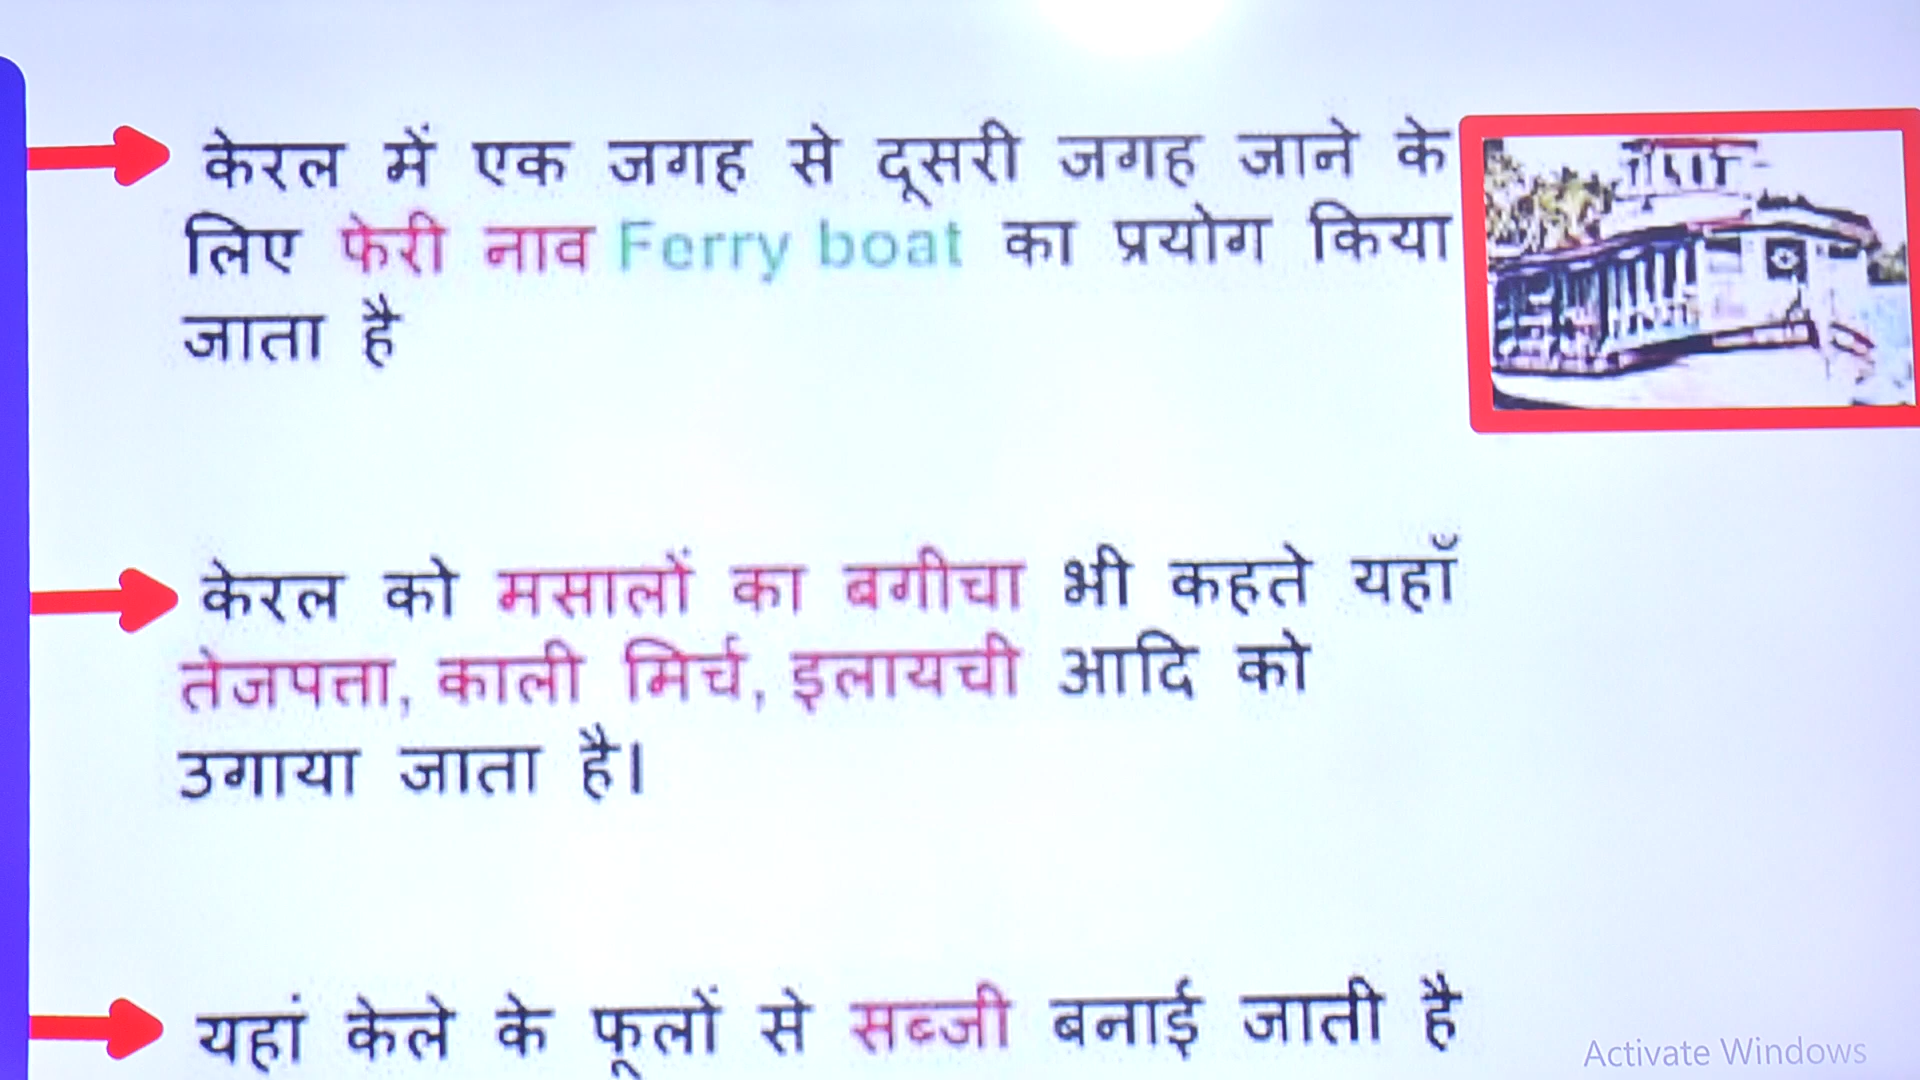 केरल में एक जगह से दूसरी जगह जाने के
लिए फेरी नाव Ferry boat का प्रयोग किया
जाता है
केरल को मसालों का बगीचा भी कहते यहाँ
तेजपत्ता, काली मिर्च, इलायची आदि को
उगाया जाता है।
यहां केले के फूलों से सब्जी बनाई जाती है
Activate Windows